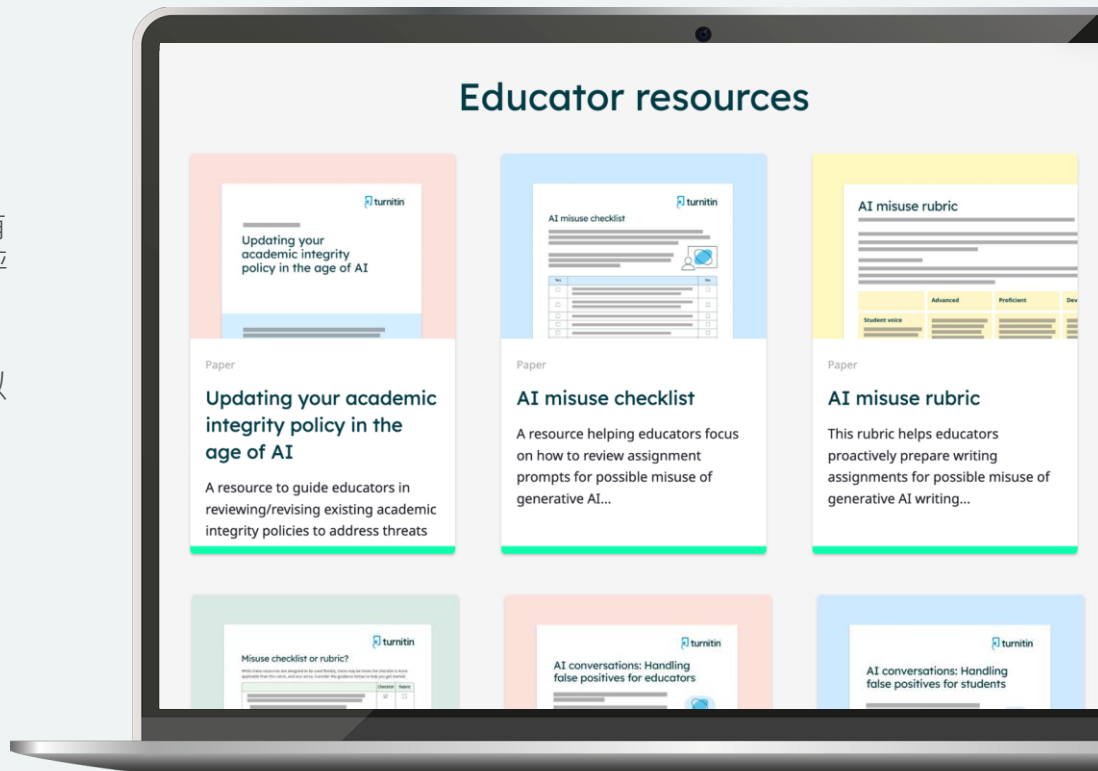 Educator resources
turnitin
Updating your
academic integrity
policy in the age of AI
Paper
Updating your academic
integrity policy in the
age of AI
A resource to guide educators in
reviewing/revising existing academic
integrity policies to address threats
turnitin
AI misuse checklist
Yes
No
Paper
AI misuse checklist
A resource helping educators focus
on how to review assignment
prompts for possible misuse of
generative AI...
AI misuse rubric
Advanced
Proficient
Dev
Student voice
Paper
AI misuse rubric
This rubric helps educators
proactively prepare writing
assignments for possible misuse of
generative AI writing...
turnitin
Misuse checklist or rubric?
Checklist
Rubric
turnitin
AI conversations: Handling
false positives for educators
turnitin
AI conversations: Handling
false positives for students